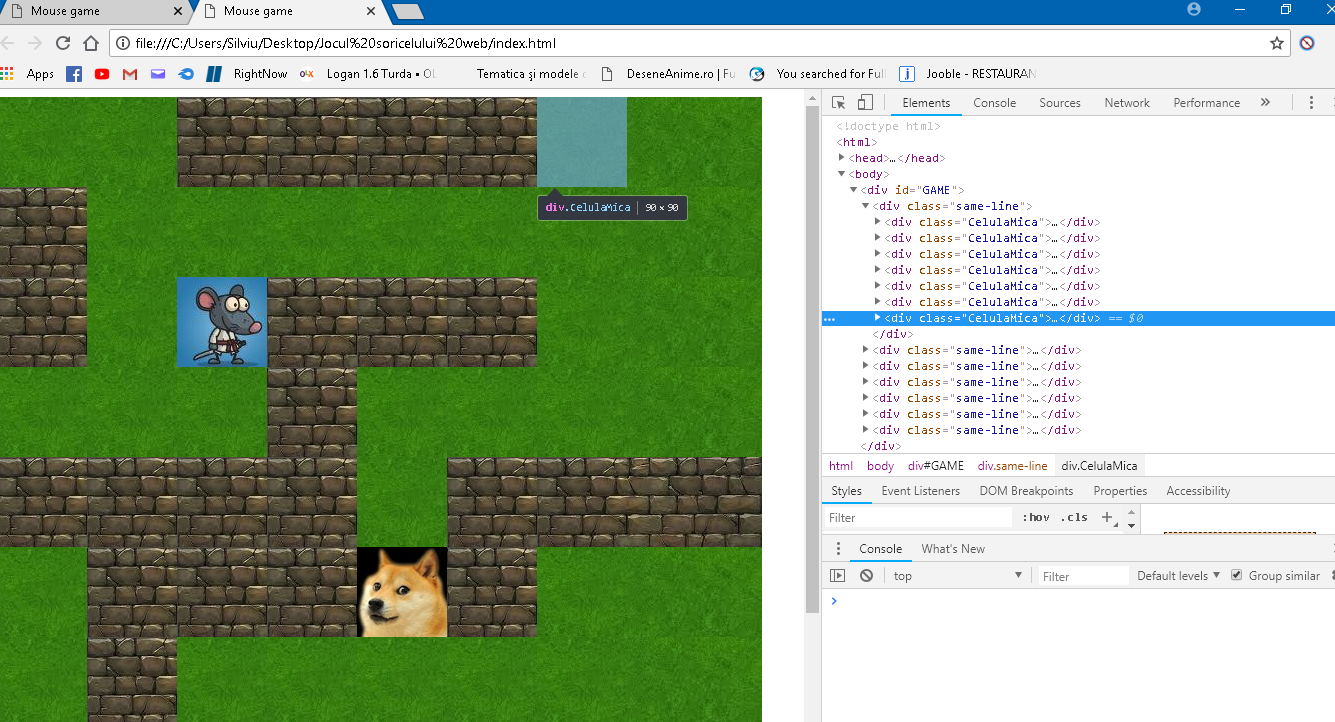 Mouse game
Mouse game
file:///C:/Users/Silviu/Desktop/Jocul%20soricelului%20web/index.html
Apps RightNow olx Logan 1.6 Turda • Tematica și modele DeseneAnime.ro | Fu You searched for Full Jooble - RESTAURAN
Elements Console Sources Network Performance »
<!doctype html>
<html>
<head>…</head>
<body>
<div id="GAME">
<div class="same-line">
<div class="CelulaMica">…</div>
<div class="CelulaMica">…</div>
<div class="CelulaMica">…</div>
<div class="CelulaMica">…</div>
<div class="CelulaMica">…</div>
<div class="CelulaMica">…</div>
<div class="CelulaMica">…</div> == $0
</div>
<div class="same-line">…</div>
<div class="same-line">…</div>
<div class="same-line">…</div>
<div class="same-line">…</div>
<div class="same-line">…</div>
<div class="same-line">…</div>
</div>
div.CelulaMica | 90 × 90
html body div#GAME div.same-line div.CelulaMica
Styles Event Listeners DOM Breakpoints Properties Accessibility
Filter :hov .cls +
Console What's New
top Filter Default levels Group similar